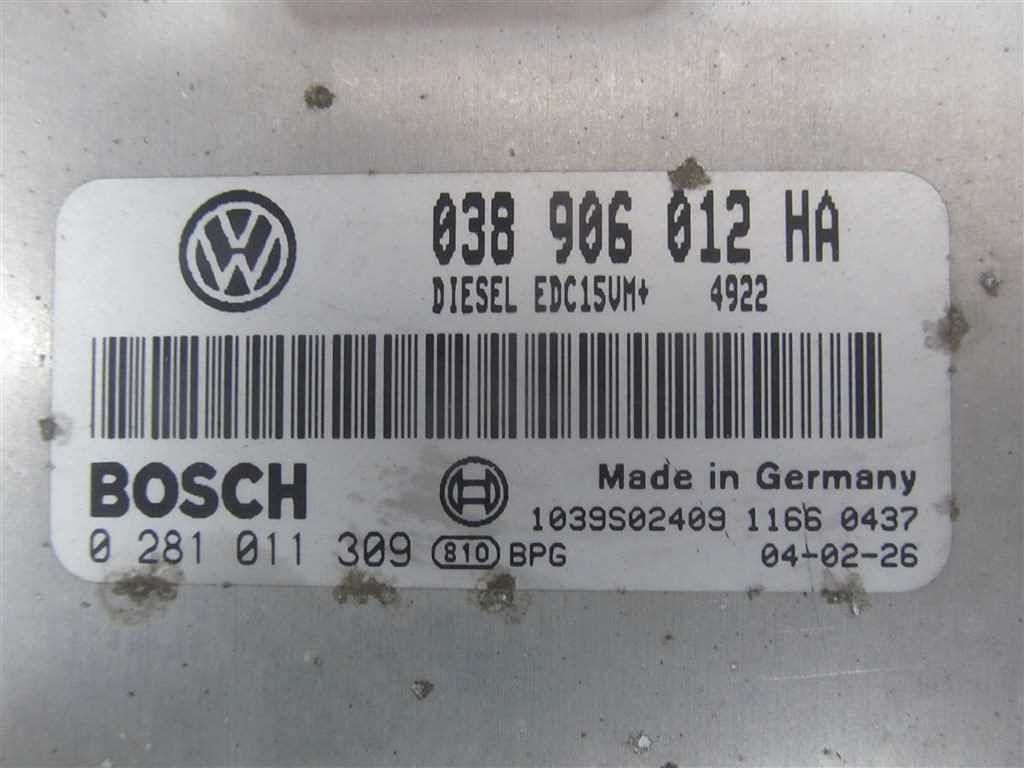 038 906 012 HA
DIESEL EDC15VM+ 4922
BOSCH
Made in Germany
1039S02409 1166 0437
0 281 011 309 810 BPG 04-02-26